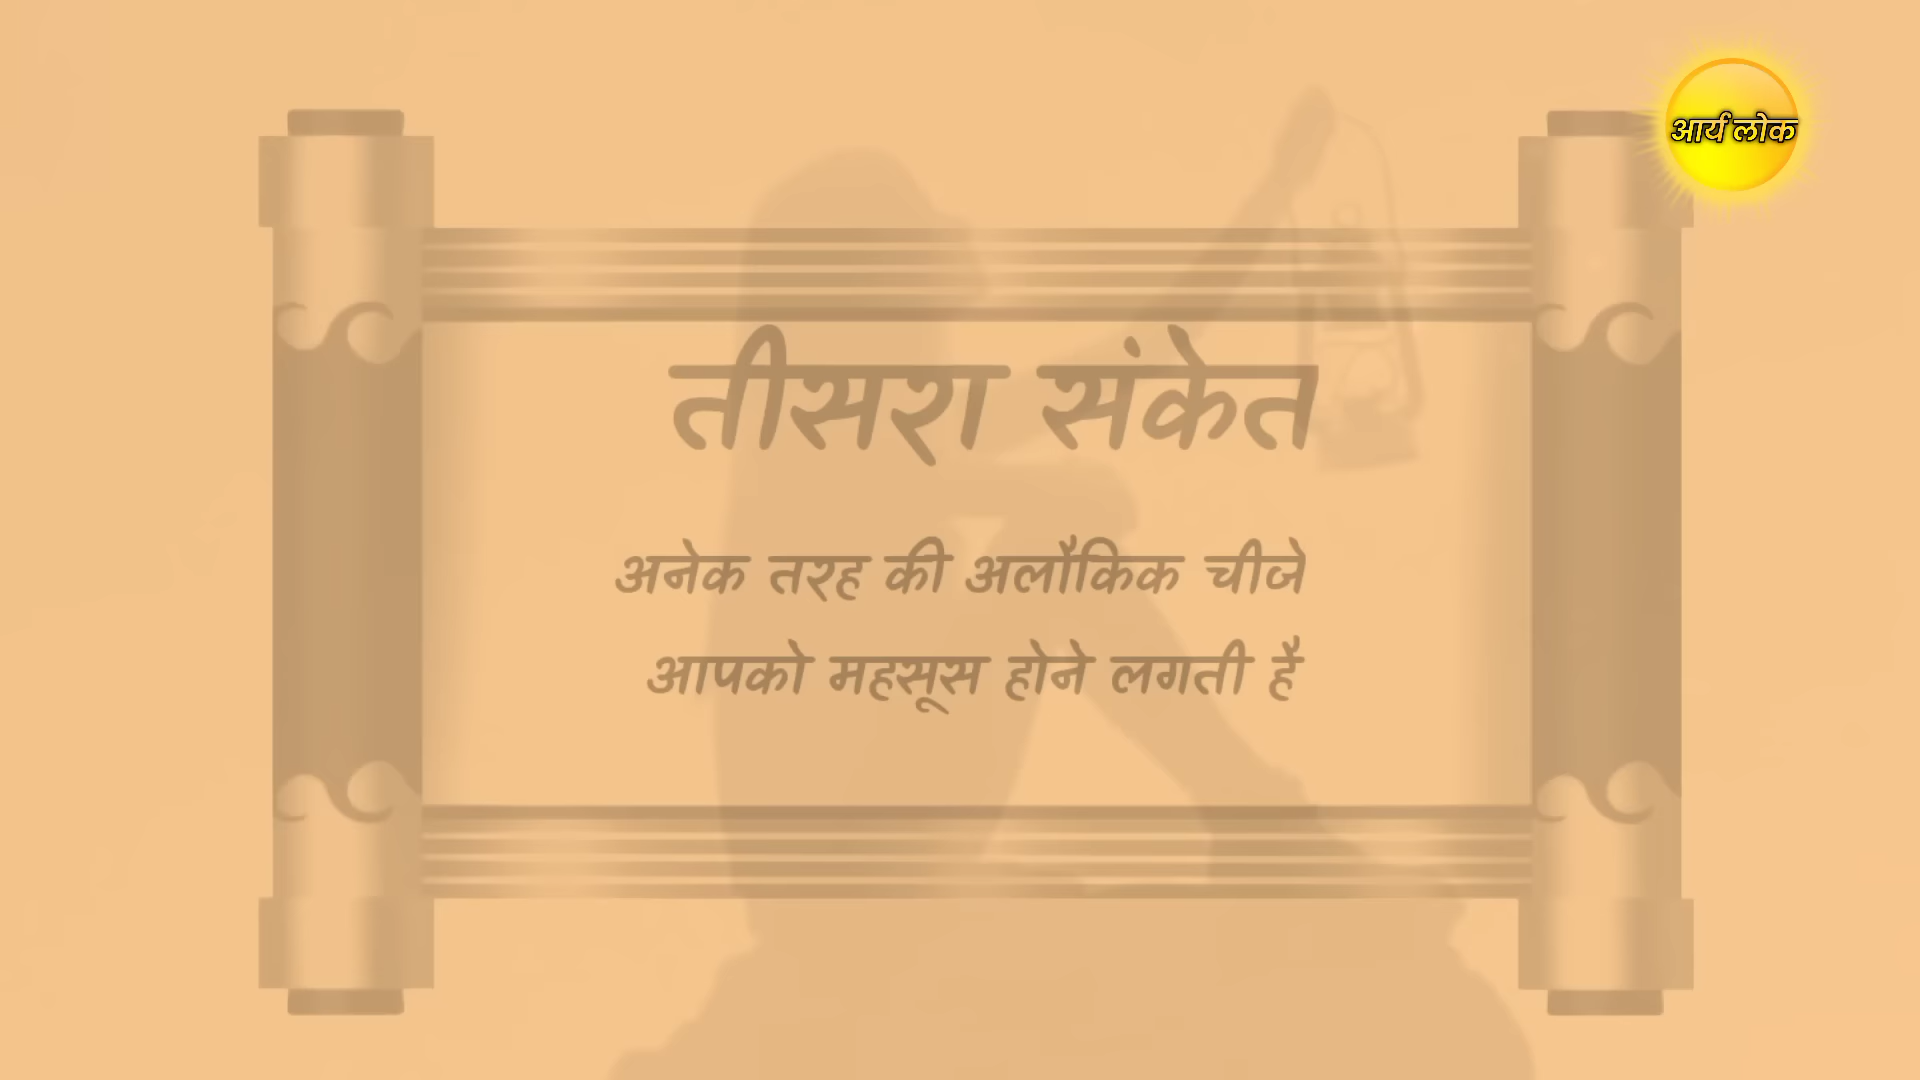 आर्य लोक
तीसरा संकेत
अनेक तरह की अलौकिक चीजे
आपको महसूस होने लगती है